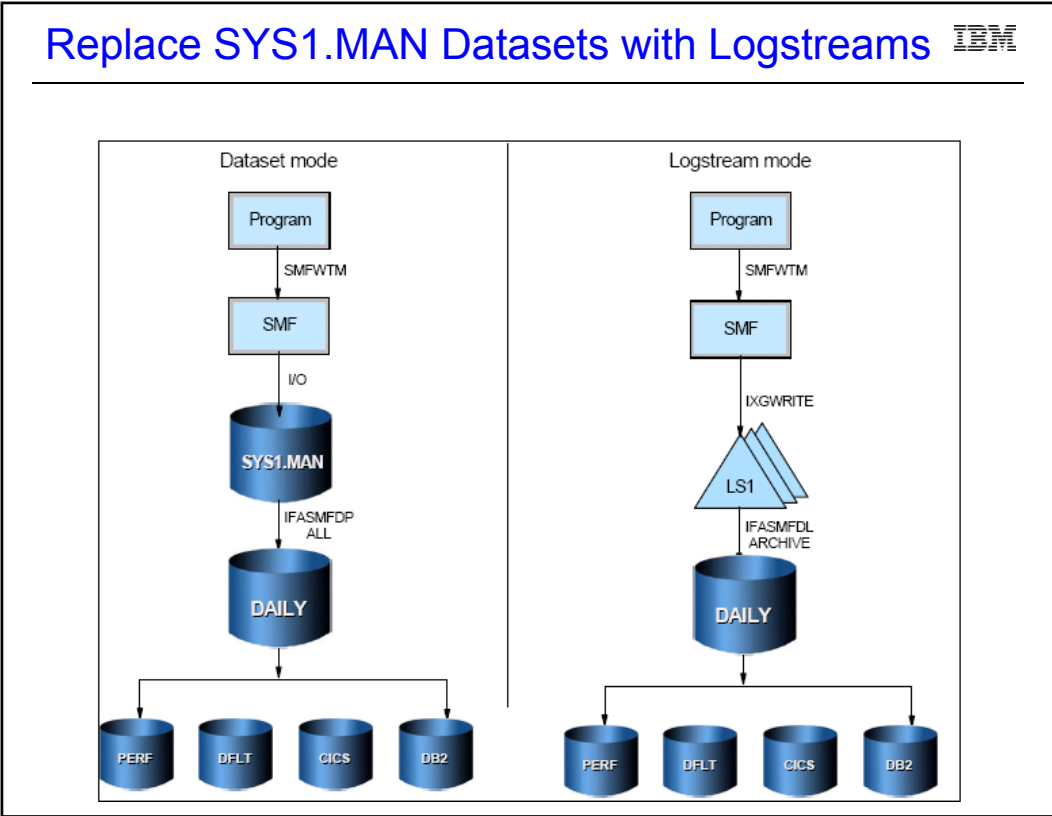 Replace SYS1.MAN Datasets with Logstreams
IBM
Dataset mode
Program
SMFWTM
SMF
I/O
SYS1.MAN
IFASMFDP
ALL
DAILY
PERF
DFLT
CICS
DB2
Logstream mode
Program
SMFWTM
SMF
IXGWRITE
LS1
IFASMFDL
ARCHIVE
DAILY
PERF
DFLT
CICS
DB2